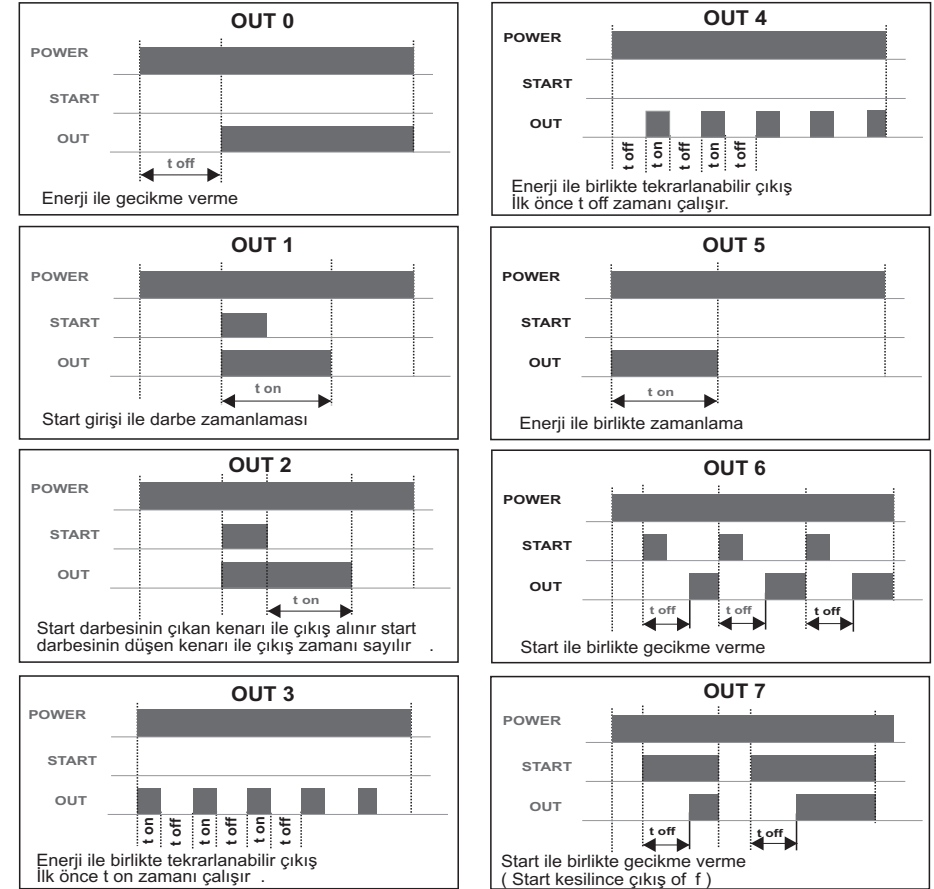 OUT 0
POWER
START
OUT
t off
Enerji ile gecikme verme
OUT 1
POWER
START
OUT
t on
Start girişi ile darbe zamanlaması
OUT 2
POWER
START
OUT
t on
Start darbesinin çıkan kenarı ile çıkış alınır start
darbesinin düşen kenarı ile çıkış zamanı sayılır .
OUT 3
POWER
START
OUT
t on t off t on t off t on t off
Enerji ile birlikte tekrarlanabilir çıkış
İlk önce t on zamanı çalışır .
OUT 4
POWER
START
OUT
t off t on t off t on t off
Enerji ile birlikte tekrarlanabilir çıkış
İlk önce t off zamanı çalışır.
OUT 5
POWER
START
OUT
t on
Enerji ile birlikte zamanlama
OUT 6
POWER
START
OUT
t off t off t off
Start ile birlikte gecikme verme
OUT 7
POWER
START
OUT
t off t off
Start ile birlikte gecikme verme
( Start kesilince çıkış of f )